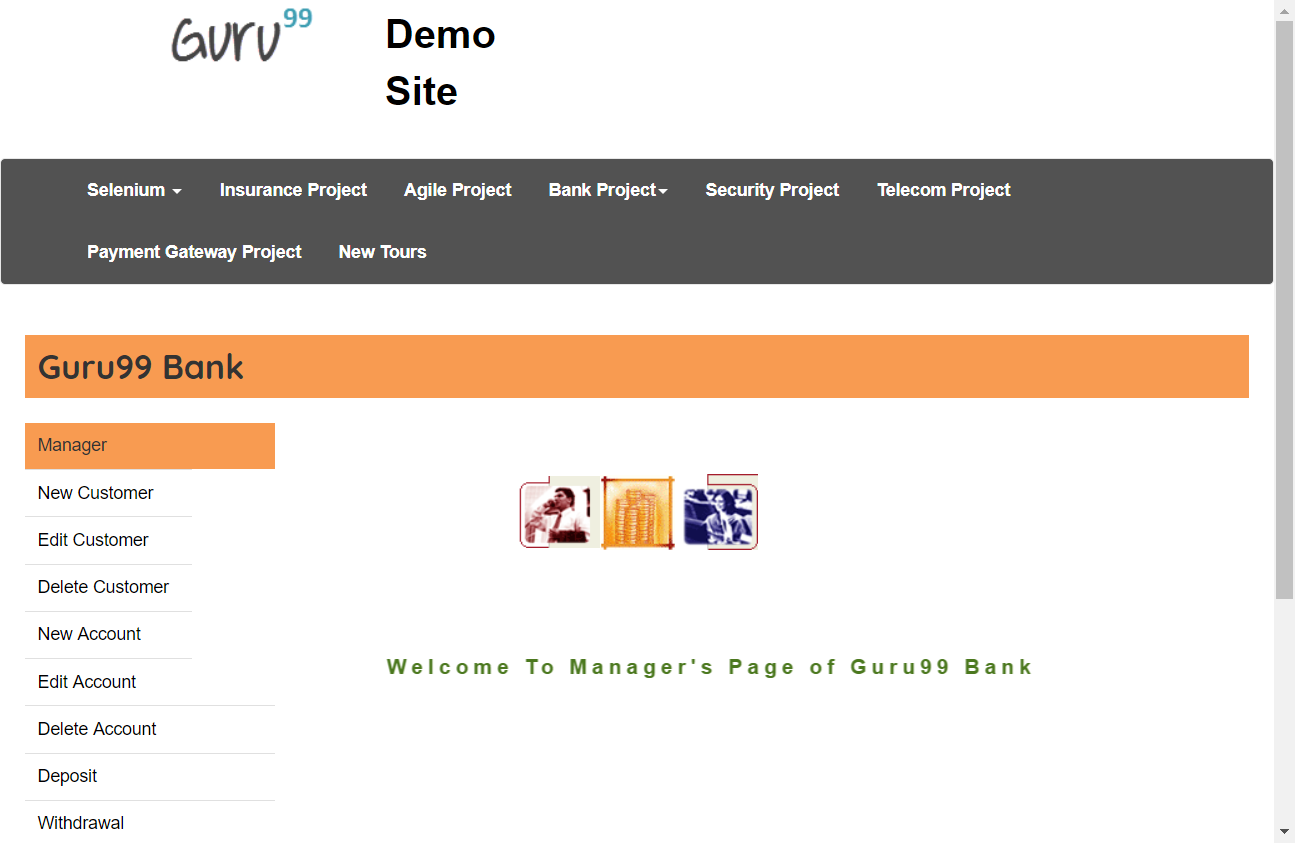 Guru99
Demo
Site
Selenium
Insurance Project
Agile Project
Bank Project
Security Project
Telecom Project
Payment Gateway Project
New Tours
Guru99 Bank
Manager
New Customer
Edit Customer
Delete Customer
New Account
Edit Account
Delete Account
Deposit
Withdrawal
Welcome To Manager's Page of Guru99 Bank